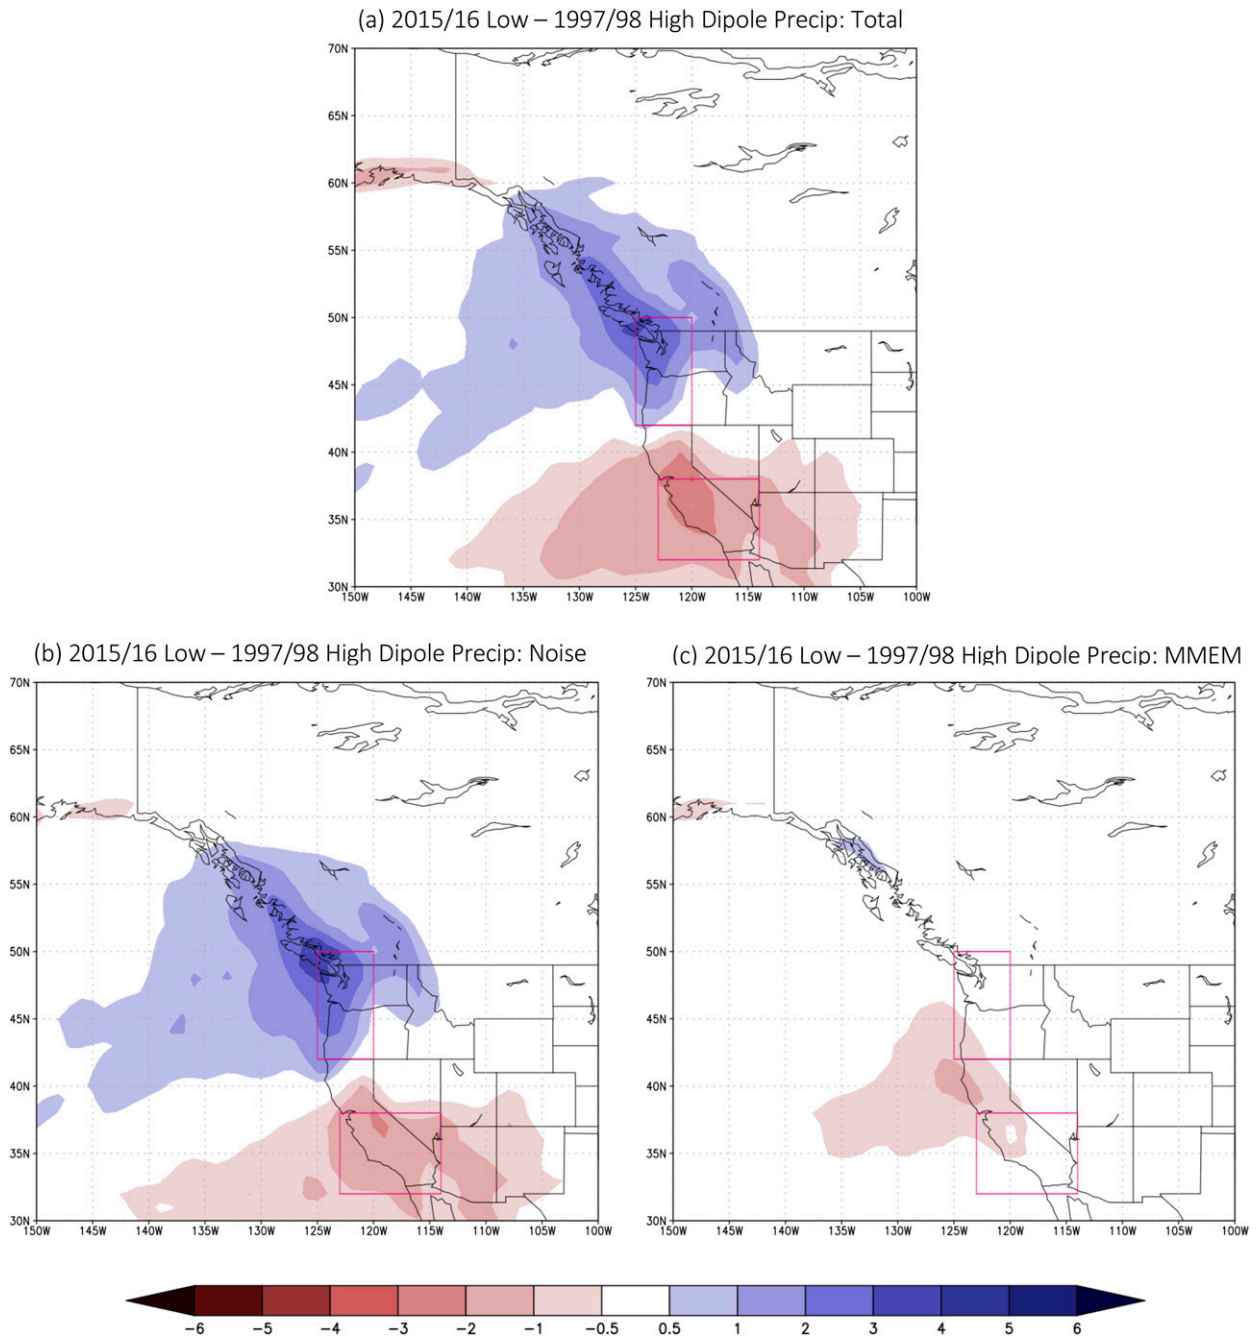 (a) 2015/16 Low – 1997/98 High Dipole Precip: Total
70N
65N
60N
55N
50N
45N
40N
35N
30N
150W 145W 140W 135W 130W 125W 120W 115W 110W 105W 100W
(b) 2015/16 Low – 1997/98 High Dipole Precip: Noise
70N
65N
60N
55N
50N
45N
40N
35N
30N
150W 145W 140W 135W 130W 125W 120W 115W 110W 105W 100W
(c) 2015/16 Low – 1997/98 High Dipole Precip: MMEM
70N
65N
60N
55N
50N
45N
40N
35N
30N
150W 145W 140W 135W 130W 125W 120W 115W 110W 105W 100W
−6 −5 −4 −3 −2 −1 −0.5 0.5 1 2 3 4 5 6